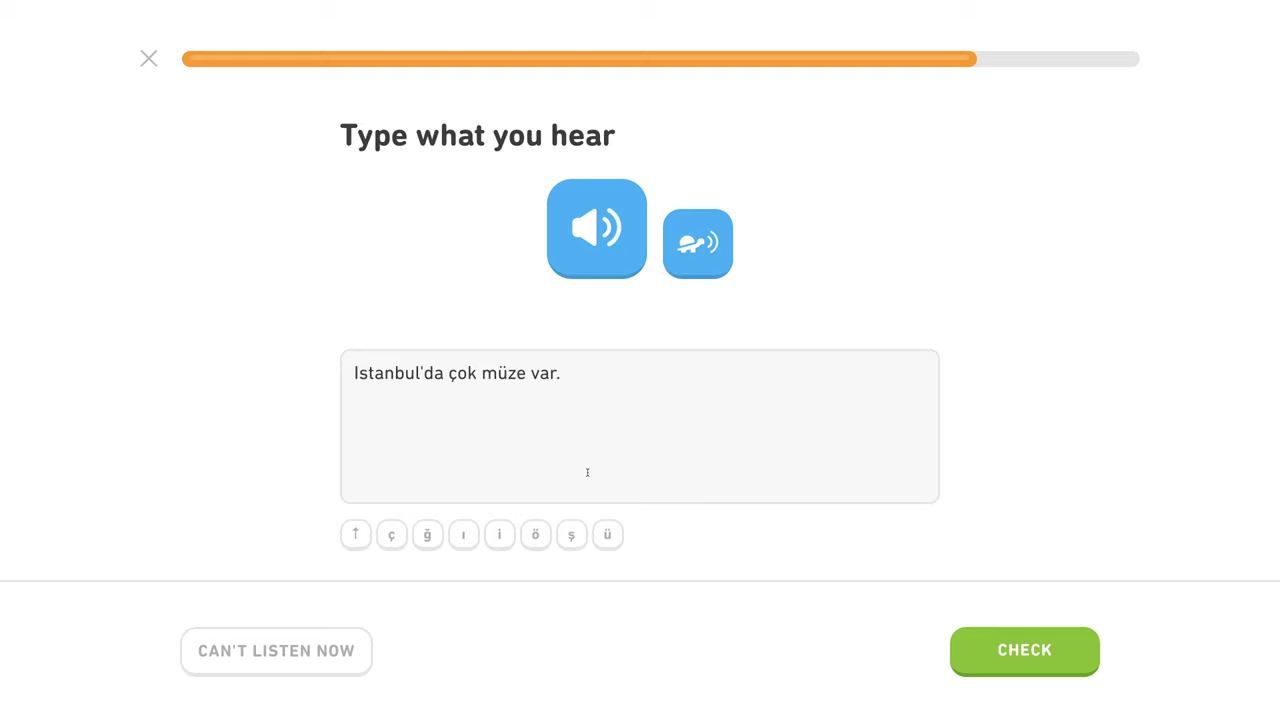 Type what you hear
Istanbul'da çok müze var.
↑ ç ğ ı i ö ş ü
CAN'T LISTEN NOW
CHECK